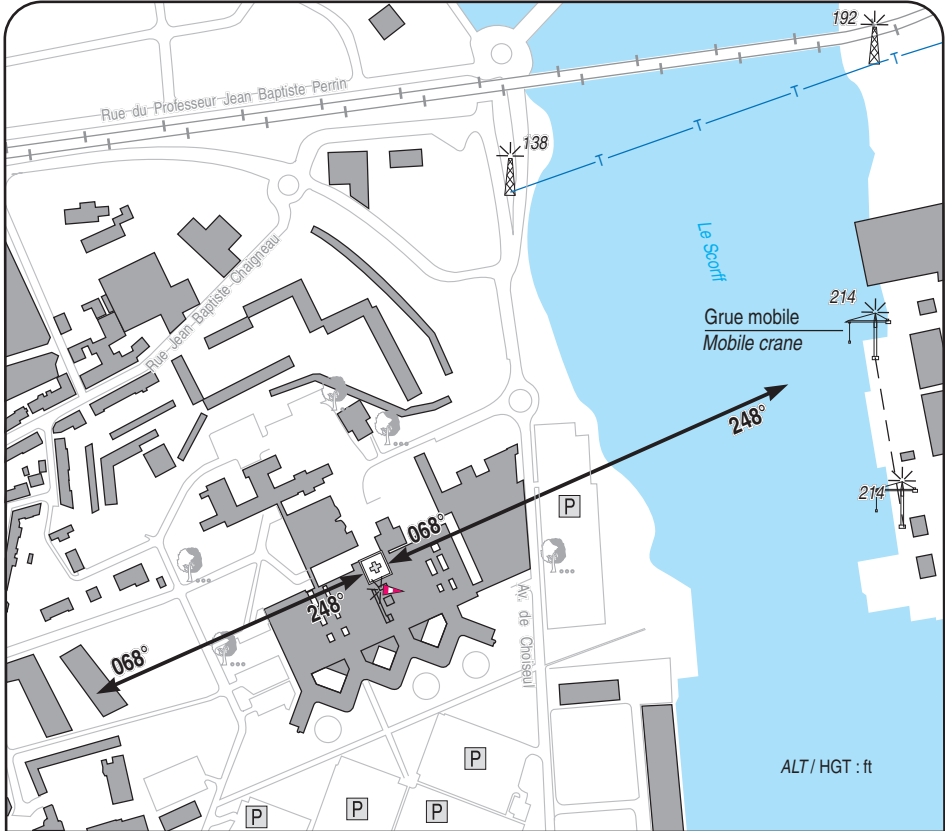 192
Rue du Professeur Jean Baptiste Perrin
T
T
T
138
Le Scorff
Rue Jean-Baptiste-Chaigneau
214
Grue mobile
Mobile crane
248°
214
P
068°
248°
068°
Av. de Choiseul
P
ALT / HGT : ft
P
P
P